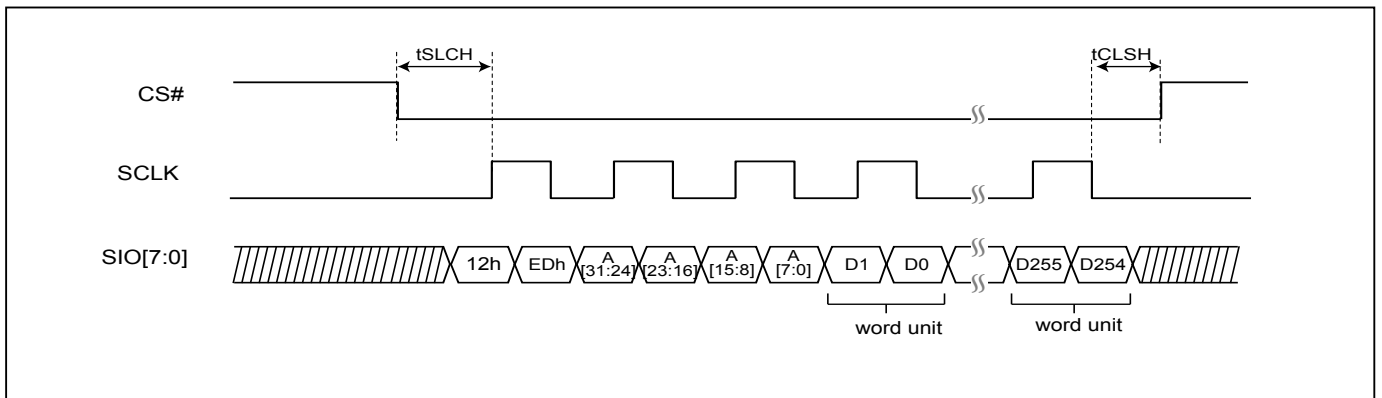 tSLCH
tCLSH
CS#
SCLK
SIO[7:0]
12h
EDh
A
[31:24]
A
[23:16]
A
[15:8]
A
[7:0]
D1
D0
D255
D254
word unit
word unit